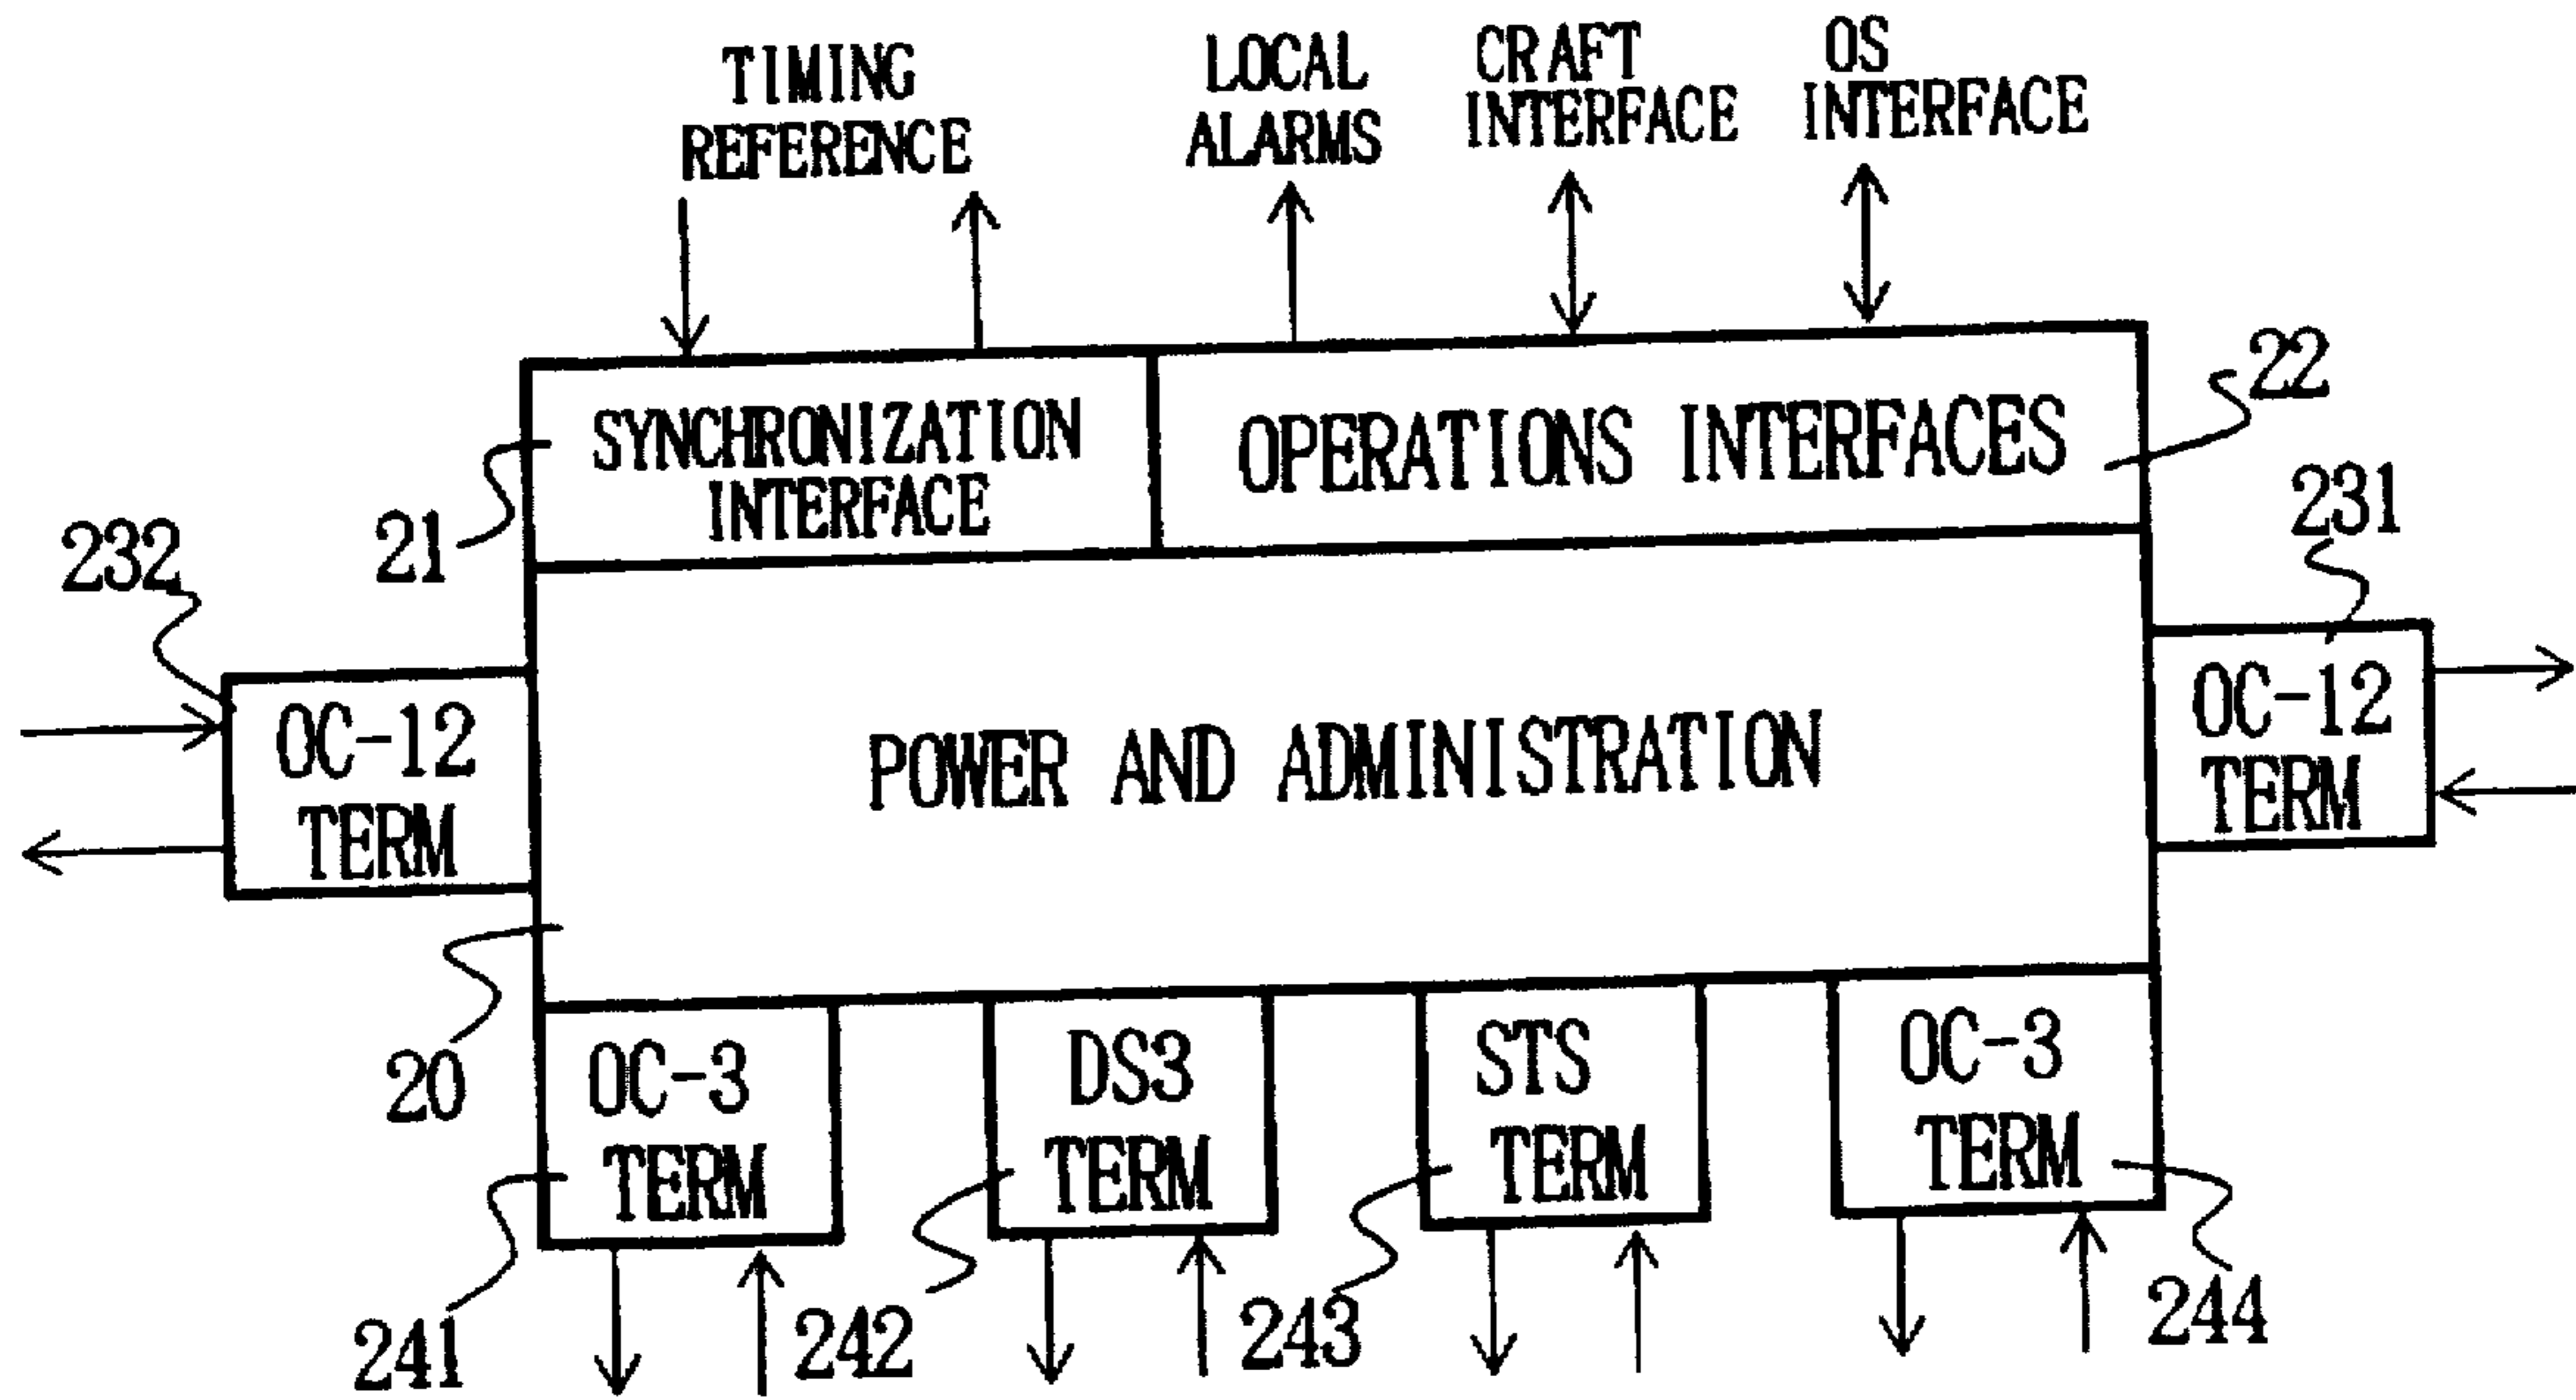 TIMING
REFERENCE
LOCAL
ALARMS
CRAFT
INTERFACE
OS
INTERFACE
SYNCHRONIZATION
INTERFACE
OPERATIONS INTERFACES
22
21
231
232
OC-12
TERM
POWER AND ADMINISTRATION
OC-12
TERM
20
OC-3
TERM
DS3
TERM
STS
TERM
OC-3
TERM
241
242
243
244